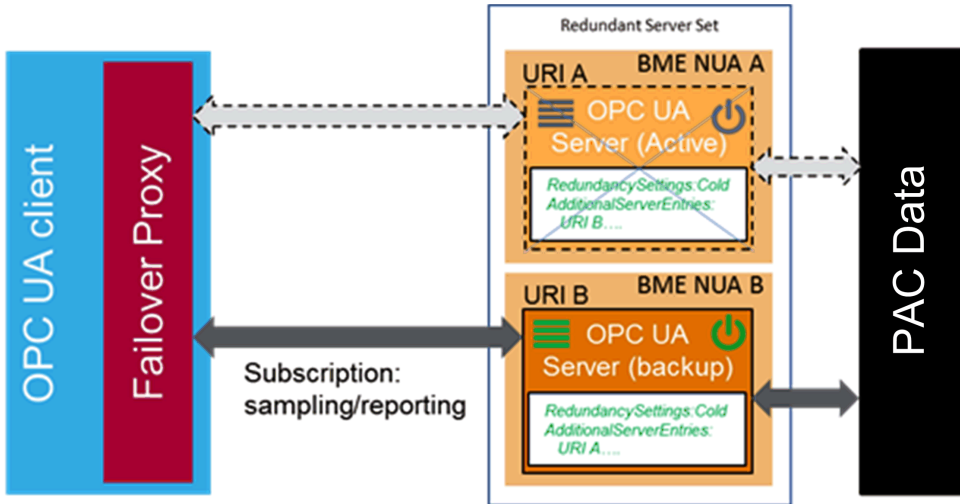 OPC UA client
Failover Proxy
Subscription:
sampling/reporting
Redundant Server Set
URI A
BME NUA A
OPC UA
Server (Active)
RedundancySettings:Cold
AdditionalServerEntries:
URI B....
URI B
BME NUA B
OPC UA
Server (backup)
RedundancySettings:Cold
AdditionalServerEntries:
URI A....
PAC Data